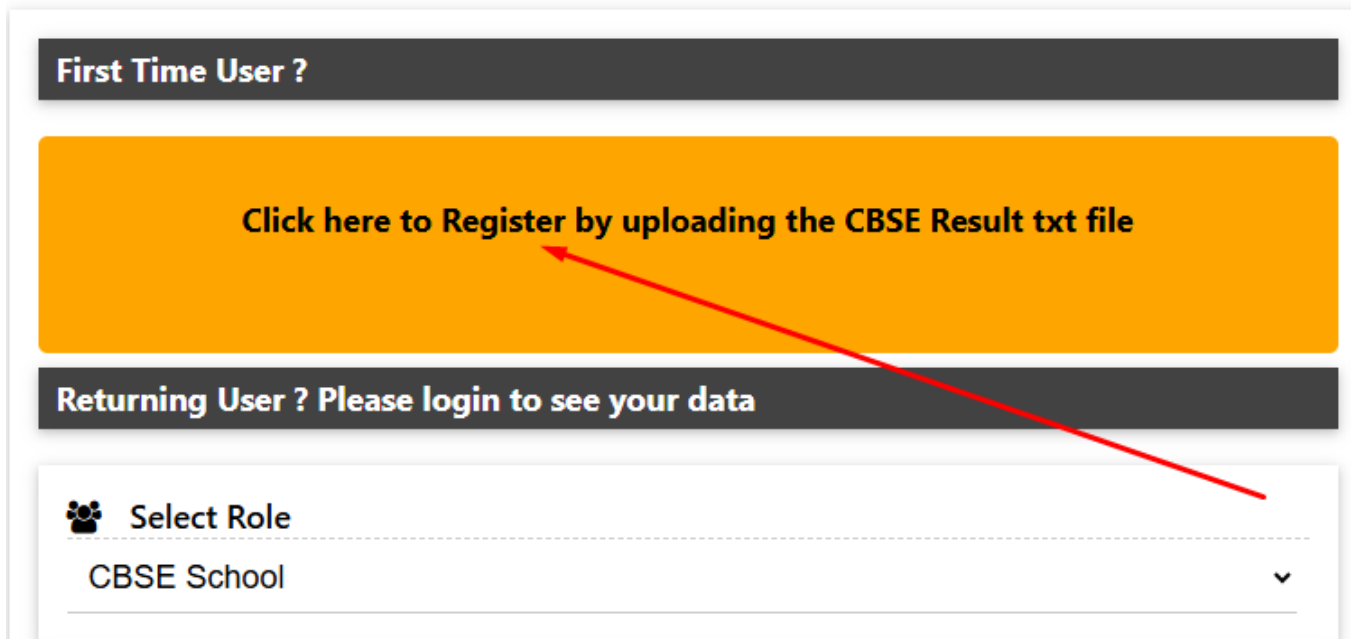 First Time User ?
Click here to Register by uploading the CBSE Result txt file
Returning User ? Please login to see your data
Select Role
CBSE School